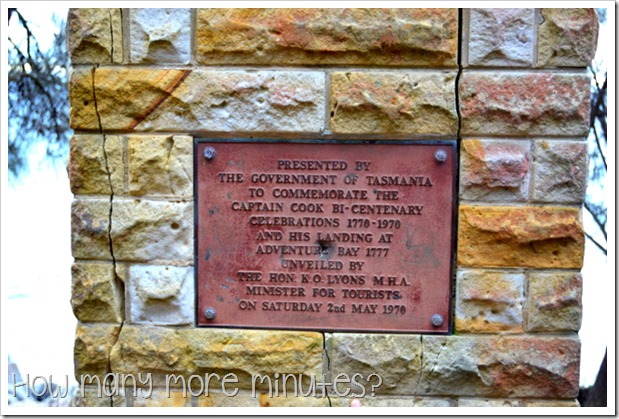 PRESENTED BY
THE GOVERNMENT OF TASMANIA
TO COMMEMORATE THE
CAPTAIN COOK BI-CENTENARY
CELEBRATIONS 1770-1970
AND HIS LANDING AT
ADVENTURE BAY 1777
UNVEILED BY
THE HON. K.O. LYONS M.H.A.
MINISTER FOR TOURISTS
ON SATURDAY 2nd MAY 1970
How many more minutes?